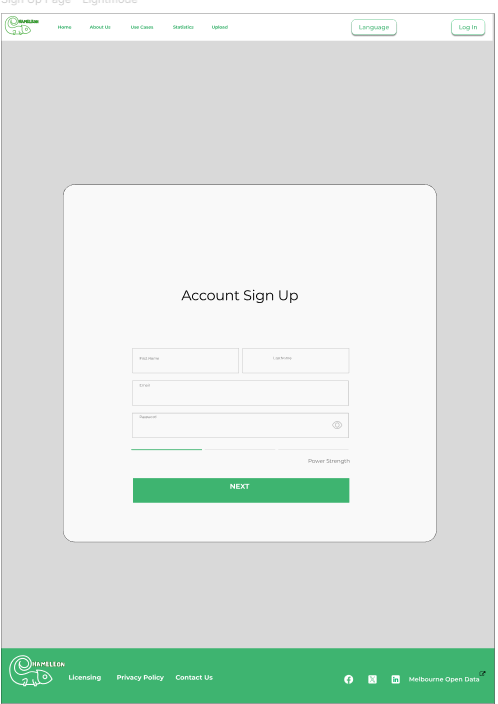 Sign Up Page - Lightmode
CHAMELEON
Home About Us Use Cases Statistics Upload Language Log In
Account Sign Up
First Name Last Name
Email
Password
Power Strength
NEXT
CHAMELEON
Licensing Privacy Policy Contact Us Melbourne Open Data